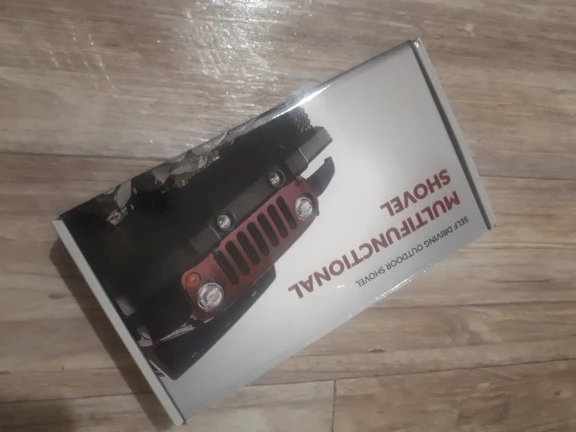 SELF DRIVING OUTDOOR SHOVEL
MULTIFUNCTIONAL
SHOVEL